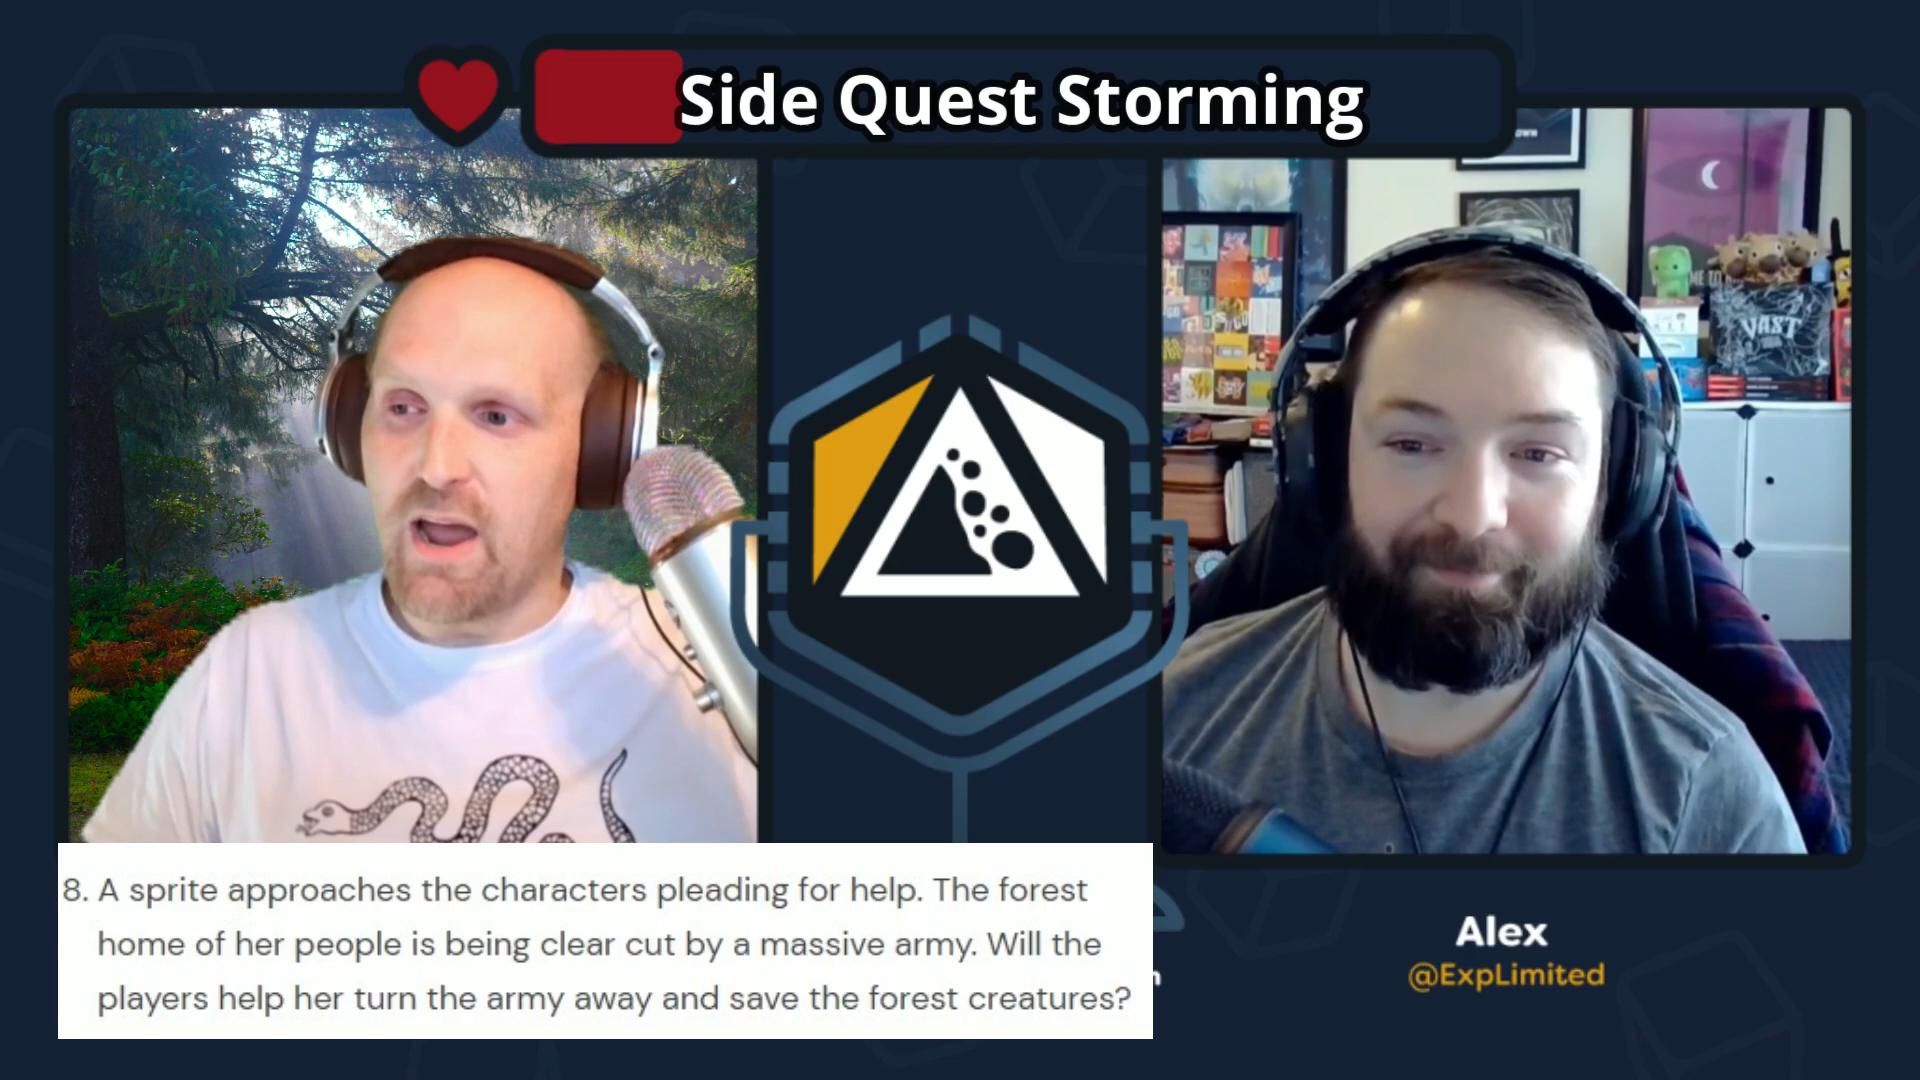 Side Quest Storming
VAST
8. A sprite approaches the characters pleading for help. The forest
home of her people is being clear cut by a massive army. Will the
players help her turn the army away and save the forest creatures?
Alex
@ExpLimited